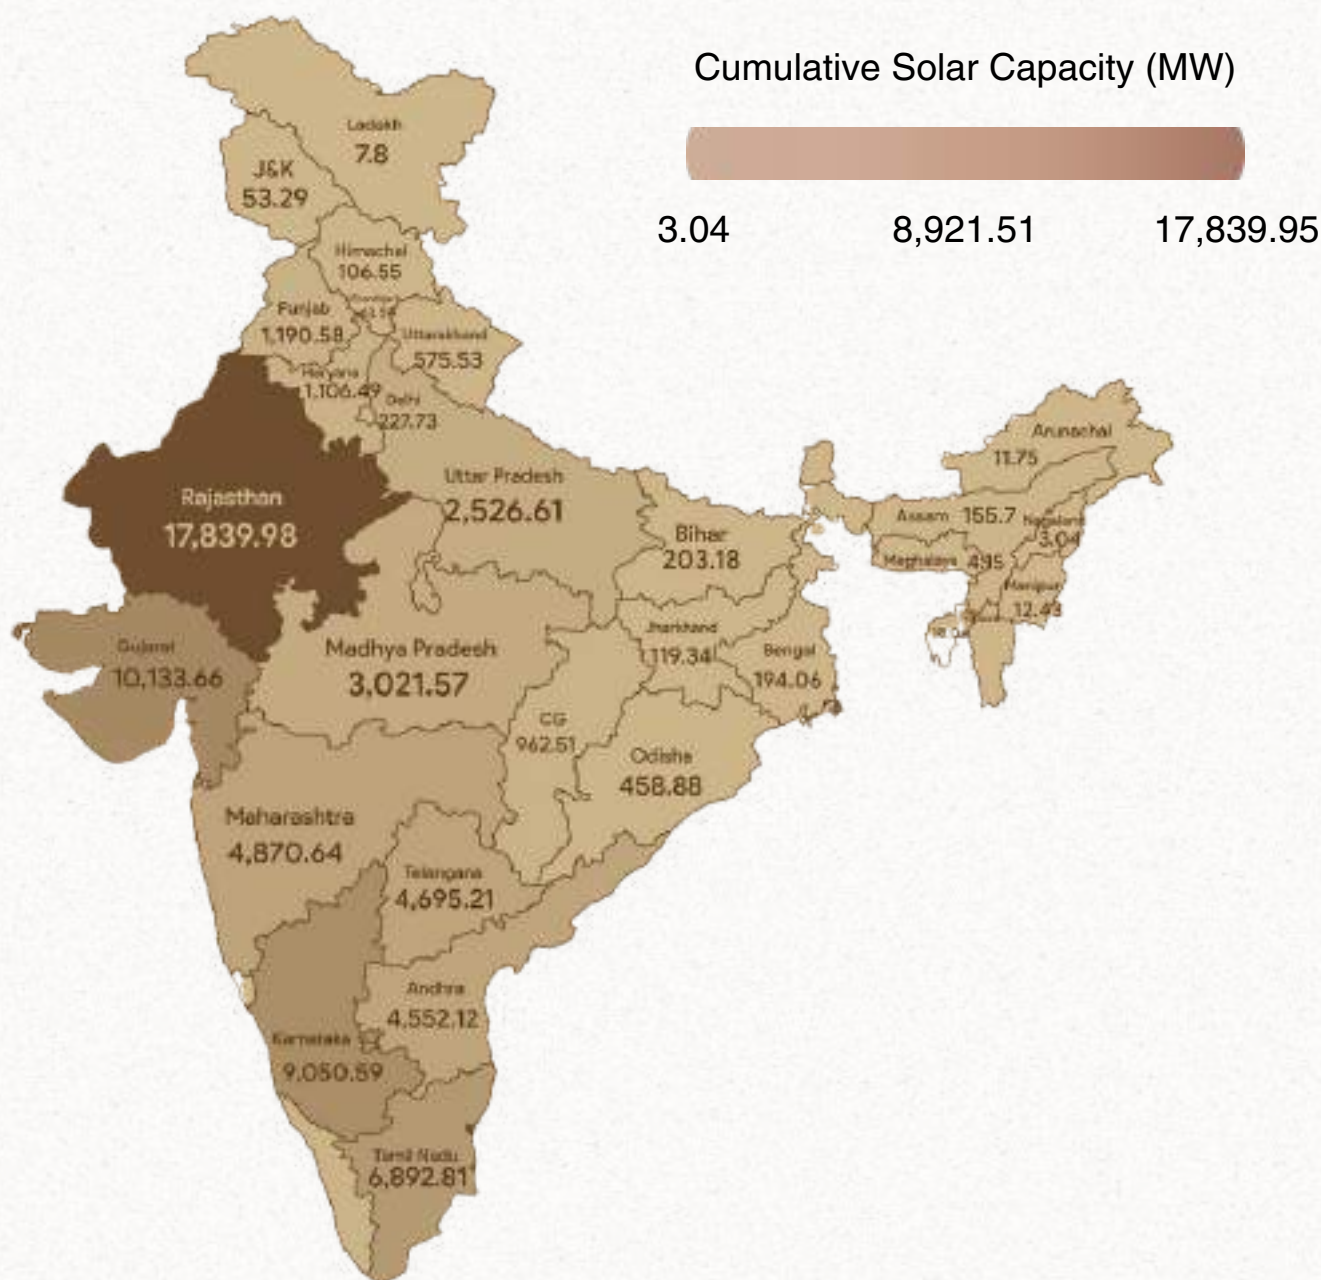 Cumulative Solar Capacity (MW)
3.04 8,921.51 17,839.95
Ladakh
7.8
J&K
53.29
Himachal
106.55
Punjab
1,190.58
Uttarakhand
575.53
Haryana
1,106.49
Delhi
227.73
Rajasthan
17,839.98
Uttar Pradesh
2,526.61
Bihar
203.18
Arunachal
11.75
Assam 155.7
Nagaland
3.04
Meghalaya 4.15
Manipur
12.43
Gujarat
10,133.66
Madhya Pradesh
3,021.57
Jharkhand
119.34
Bengal
194.06
CG
962.51
Odisha
458.88
Maharashtra
4,870.64
Telangana
4,695.21
Andhra
4,552.12
Karnataka
9,050.59
Tamil Nadu
6,892.81